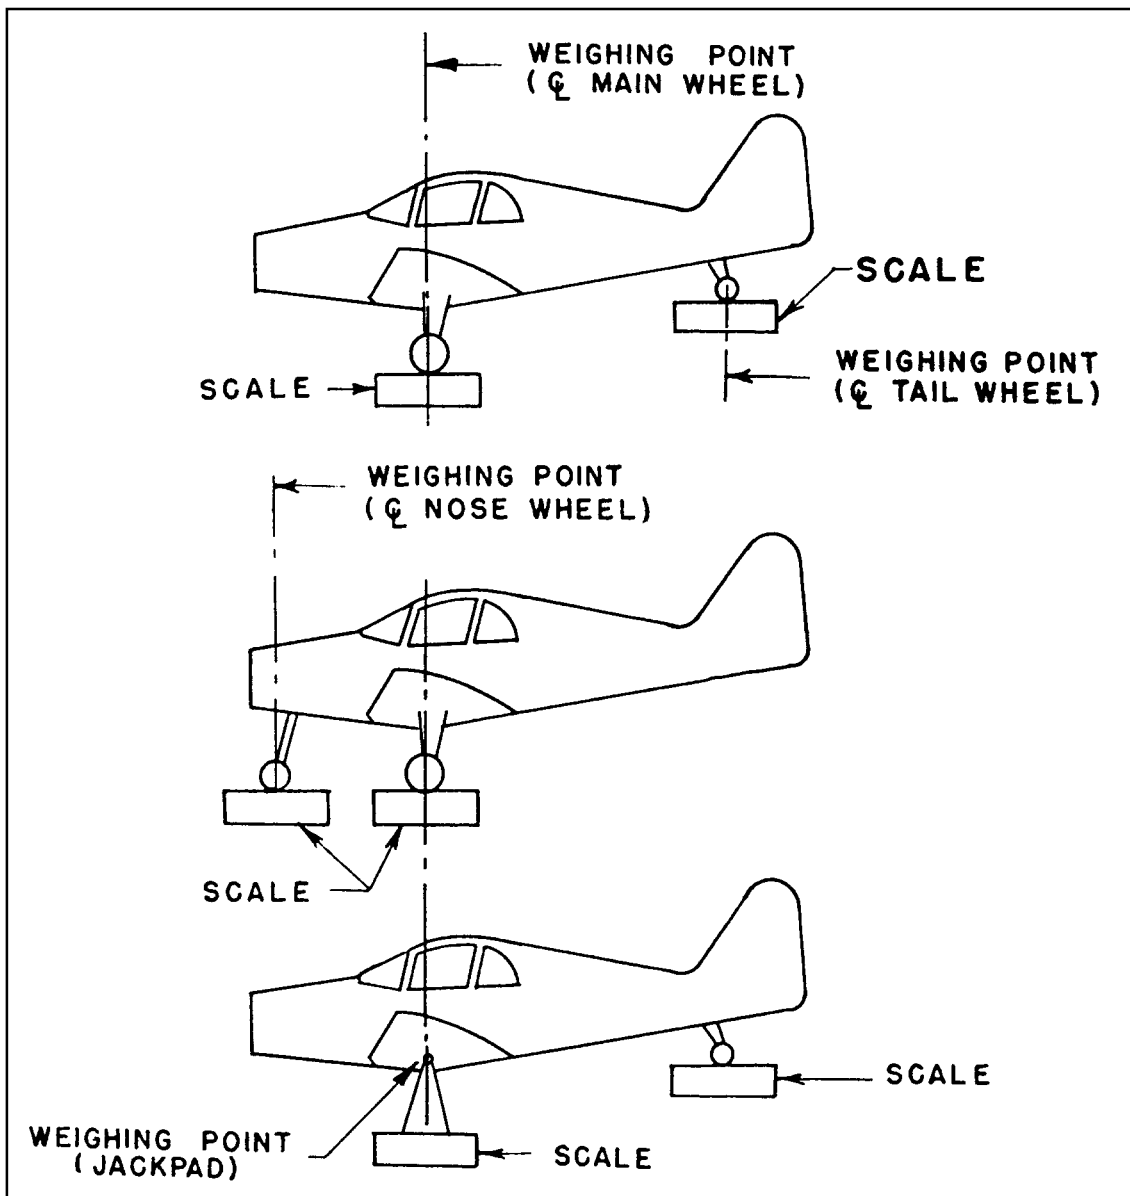 WEIGHING POINT
(℄ MAIN WHEEL)
SCALE
WEIGHING POINT
(℄ TAIL WHEEL)
SCALE
WEIGHING POINT
(℄ NOSE WHEEL)
SCALE
SCALE
WEIGHING POINT
(JACKPAD)
SCALE